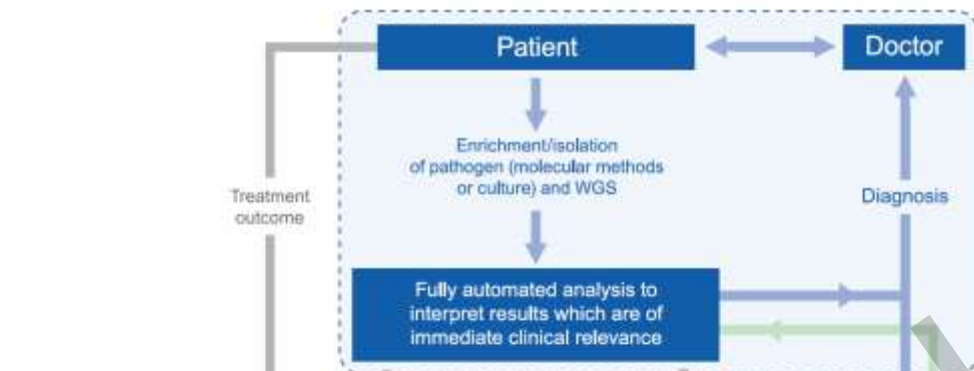 Patient
Doctor
Enrichment/isolation
of pathogen (molecular methods
or culture) and WGS
Treatment
outcome
Diagnosis
Fully automated analysis to
interpret results which are of
immediate clinical relevance